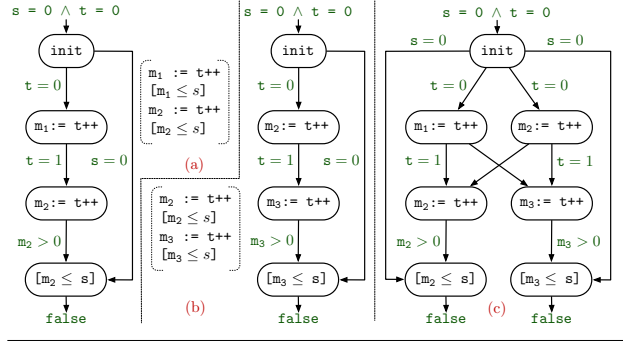 s = 0 ∧ t = 0
init
t = 0
m₁:= t++
t = 1
s = 0
m₂:= t++
m₂ > 0
[m₂ ≤ s]
false
m₁ := t++
[m₁ ≤ s]
m₂ := t++
[m₂ ≤ s]
(a)
m₂ := t++
[m₂ ≤ s]
m₃ := t++
[m₃ ≤ s]
(b)
s = 0 ∧ t = 0
init
t = 0
m₂:= t++
t = 1
s = 0
m₃:= t++
m₃ > 0
[m₃ ≤ s]
false
s = 0 ∧ t = 0
s = 0
init
s = 0
t = 0
t = 0
m₁:= t++
m₂:= t++
t = 1
t = 1
m₂:= t++
m₃:= t++
m₂ > 0
m₃ > 0
[m₂ ≤ s]
[m₃ ≤ s]
false
(c)
false